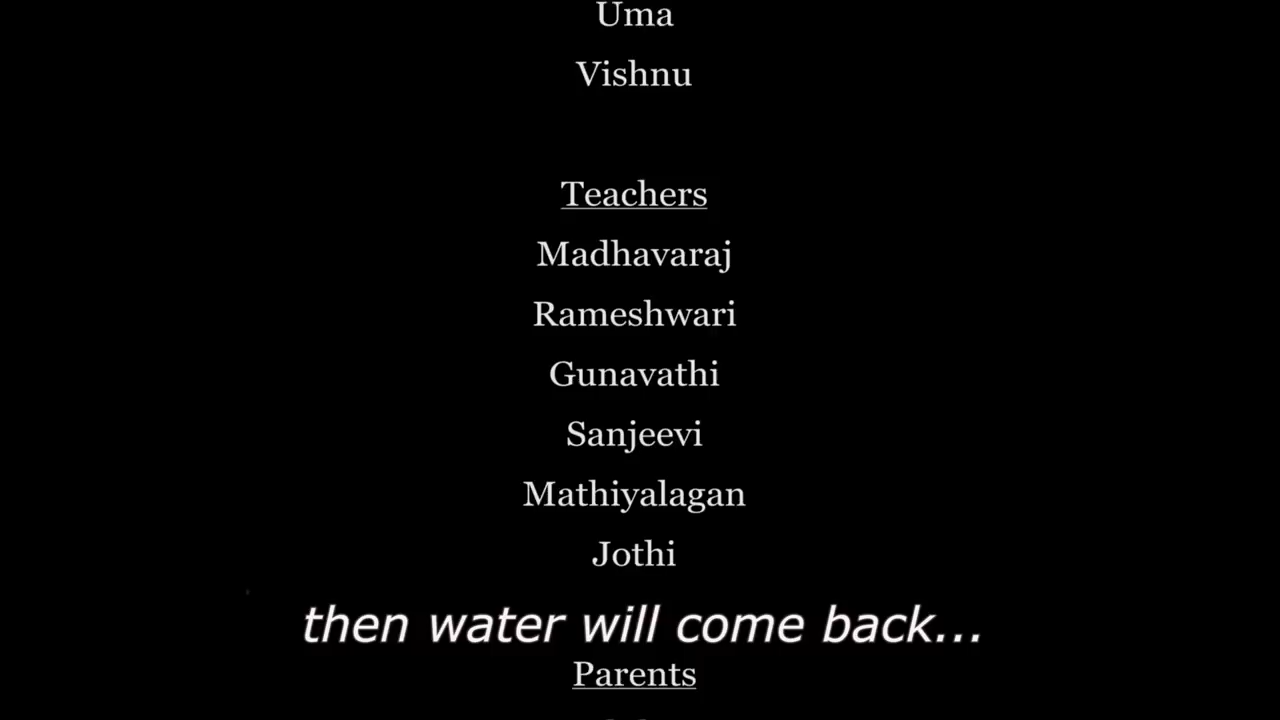 Uma
Vishnu
Teachers
Madhavaraj
Rameshwari
Gunavathi
Sanjeevi
Mathiyalagan
Jothi
then water will come back...
Parents